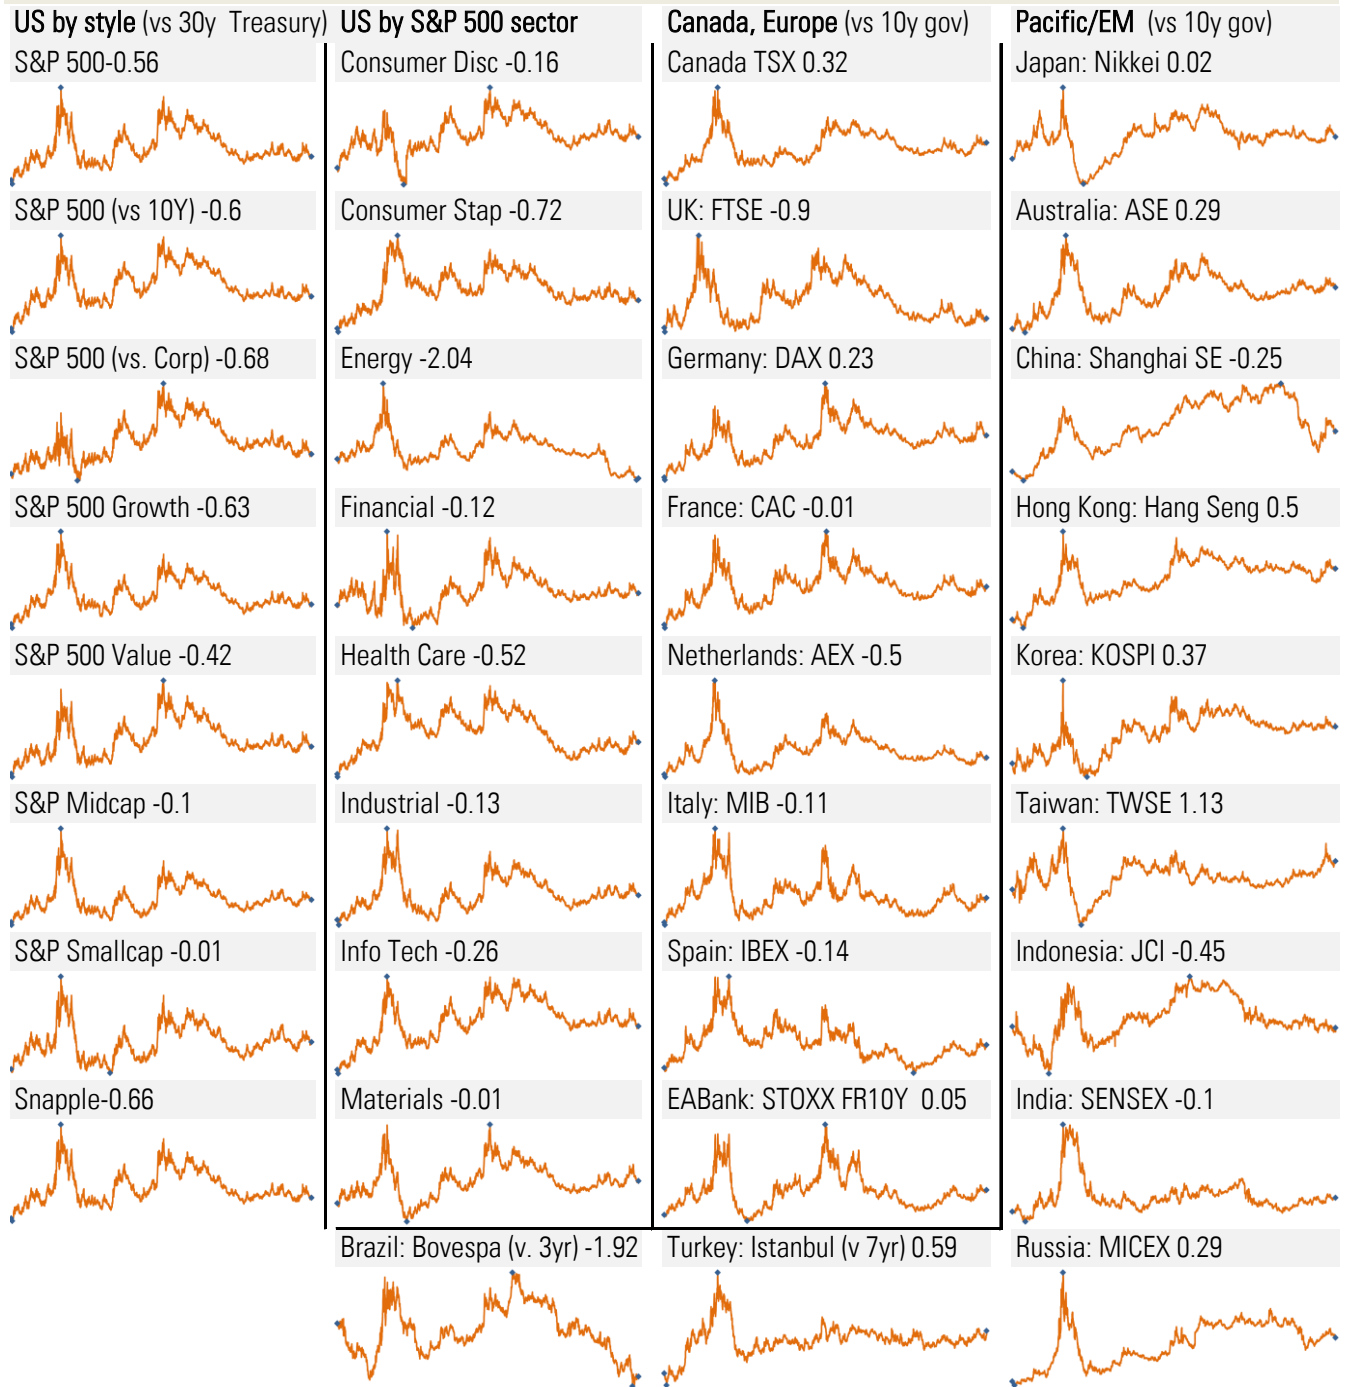 US by style (vs 30y Treasury) US by S&P 500 sector Canada, Europe (vs 10y gov) Pacific/EM (vs 10y gov)
S&P 500-0.56 Consumer Disc -0.16 Canada TSX 0.32 Japan: Nikkei 0.02
S&P 500 (vs 10Y) -0.6 Consumer Stap -0.72 UK: FTSE -0.9 Australia: ASE 0.29
S&P 500 (vs. Corp) -0.68 Energy -2.04 Germany: DAX 0.23 China: Shanghai SE -0.25
S&P 500 Growth -0.63 Financial -0.12 France: CAC -0.01 Hong Kong: Hang Seng 0.5
S&P 500 Value -0.42 Health Care -0.52 Netherlands: AEX -0.5 Korea: KOSPI 0.37
S&P Midcap -0.1 Industrial -0.13 Italy: MIB -0.11 Taiwan: TWSE 1.13
S&P Smallcap -0.01 Info Tech -0.26 Spain: IBEX -0.14 Indonesia: JCI -0.45
Snapple-0.66 Materials -0.01 EABank: STOXX FR10Y 0.05 India: SENSEX -0.1
Brazil: Bovespa (v. 3yr) -1.92 Turkey: Istanbul (v 7yr) 0.59 Russia: MICEX 0.29